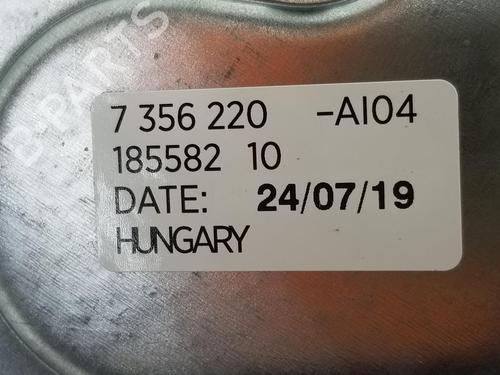 B-PARTS
7 356 220 -AI04
185582 10
DATE: 24/07/19
HUNGARY